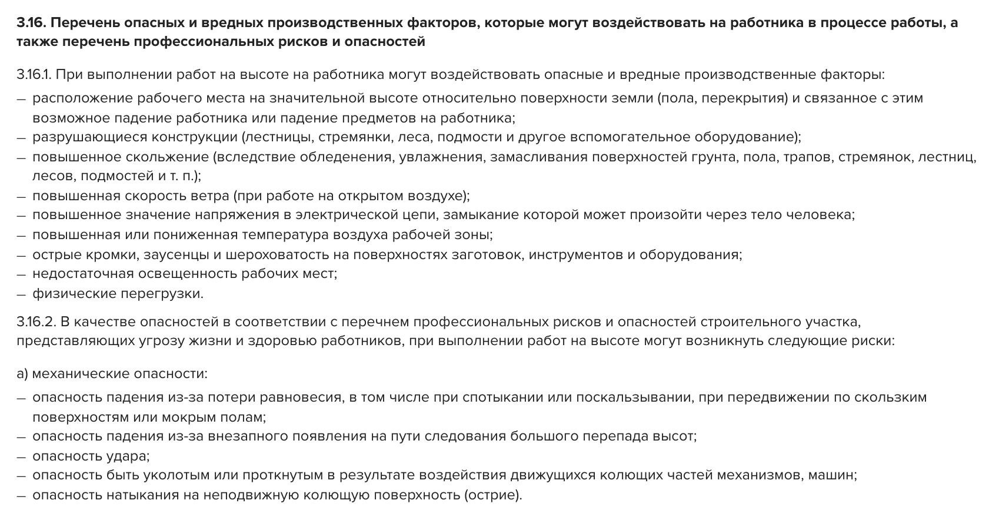 3.16. Перечень опасных и вредных производственных факторов, которые могут воздействовать на работника в процессе работы, а
также перечень профессиональных рисков и опасностей
3.16.1. При выполнении работ на высоте на работника могут воздействовать опасные и вредные производственные факторы:
— расположение рабочего места на значительной высоте относительно поверхности земли (пола, перекрытия) и связанное с этим
возможное падение работника или падение предметов на работника;
— разрушающиеся конструкции (лестницы, стремянки, леса, подмости и другое вспомогательное оборудование);
— повышенное скольжение (вследствие обледенения, увлажнения, замасливания поверхностей грунта, пола, трапов, стремянок, лестниц,
лесов, подмостей и т. п.);
— повышенная скорость ветра (при работе на открытом воздухе);
— повышенное значение напряжения в электрической цепи, замыкание которой может произойти через тело человека;
— повышенная или пониженная температура воздуха рабочей зоны;
— острые кромки, заусенцы и шероховатость на поверхностях заготовок, инструментов и оборудования;
— недостаточная освещенность рабочих мест;
— физические перегрузки.
3.16.2. В качестве опасностей в соответствии с перечнем профессиональных рисков и опасностей строительного участка,
представляющих угрозу жизни и здоровью работников, при выполнении работ на высоте могут возникнуть следующие риски:
а) механические опасности:
— опасность падения из-за потери равновесия, в том числе при спотыкании или поскальзывании, при передвижении по скользким
поверхностям или мокрым полам;
— опасность падения из-за внезапного появления на пути следования большого перепада высот;
— опасность удара;
— опасность быть уколотым или проткнутым в результате воздействия движущихся колющих частей механизмов, машин;
— опасность натыкания на неподвижную колющую поверхность (острие).